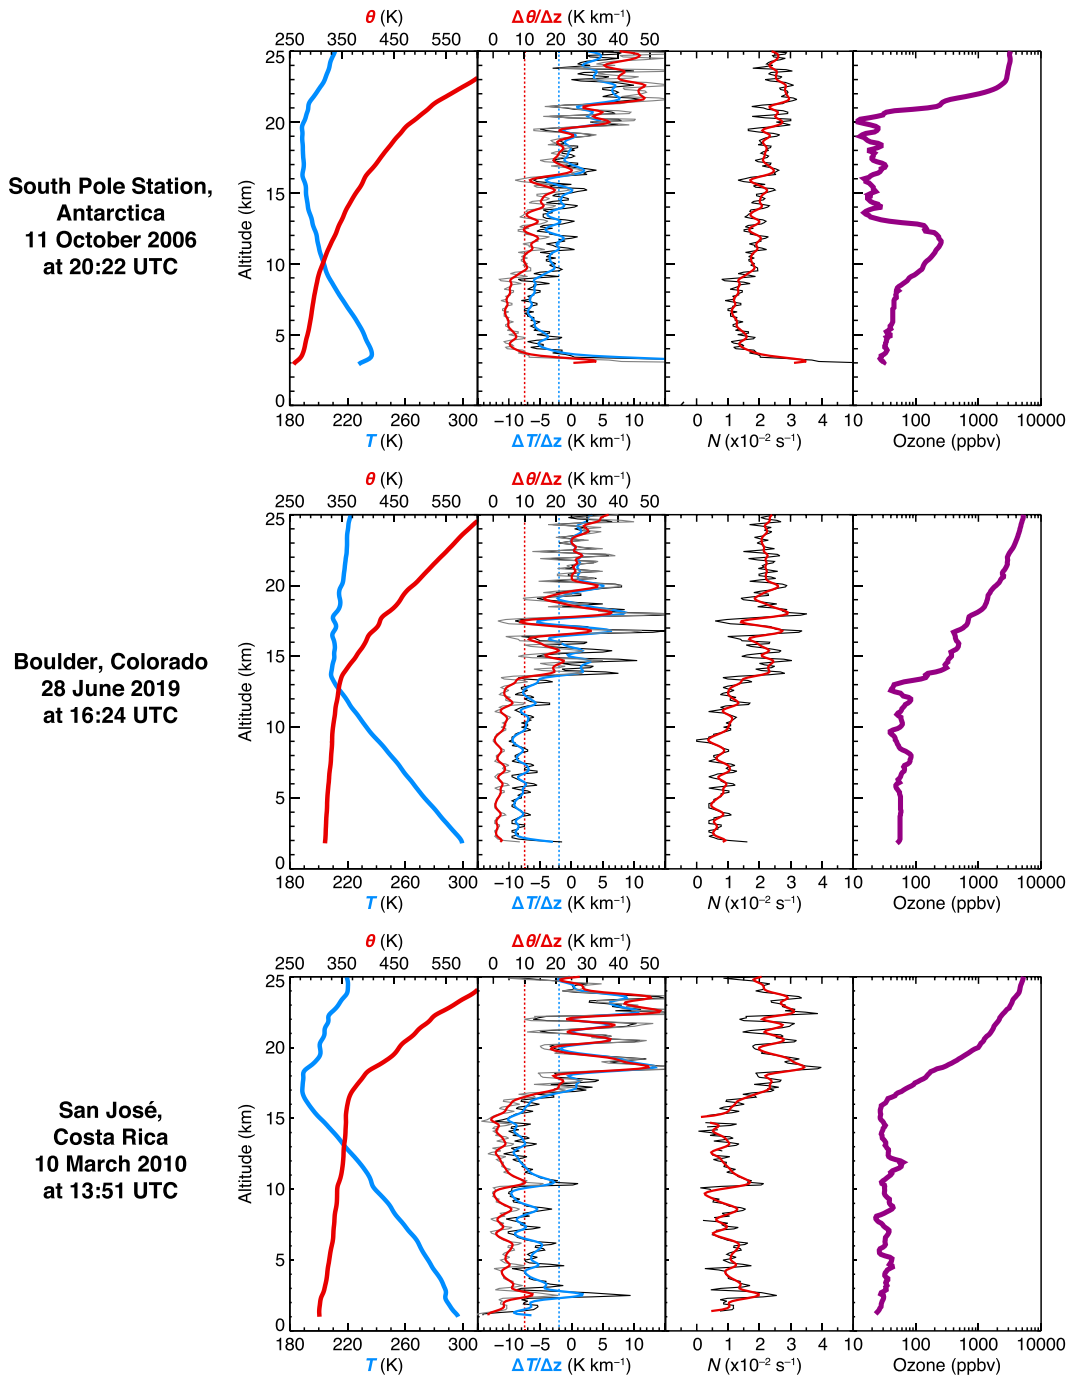 θ (K)
Δθ/Δz (K km⁻¹)
250 350 450 550
0 10 20 30 40 50
25
20
15
10
5
0
Altitude (km)
South Pole Station,
Antarctica
11 October 2006
at 20:22 UTC
180 220 260 300
−10 −5 0 5 10
0 1 2 3 4
10 100 1000 10000
T (K)
ΔT/Δz (K km⁻¹)
N (x10⁻² s⁻¹)
Ozone (ppbv)
θ (K)
Δθ/Δz (K km⁻¹)
250 350 450 550
0 10 20 30 40 50
25
20
15
10
5
0
Altitude (km)
Boulder, Colorado
28 June 2019
at 16:24 UTC
180 220 260 300
−10 −5 0 5 10
0 1 2 3 4
10 100 1000 10000
T (K)
ΔT/Δz (K km⁻¹)
N (x10⁻² s⁻¹)
Ozone (ppbv)
θ (K)
Δθ/Δz (K km⁻¹)
250 350 450 550
0 10 20 30 40 50
25
20
15
10
5
0
Altitude (km)
San José,
Costa Rica
10 March 2010
at 13:51 UTC
180 220 260 300
−10 −5 0 5 10
0 1 2 3 4
10 100 1000 10000
T (K)
ΔT/Δz (K km⁻¹)
N (x10⁻² s⁻¹)
Ozone (ppbv)